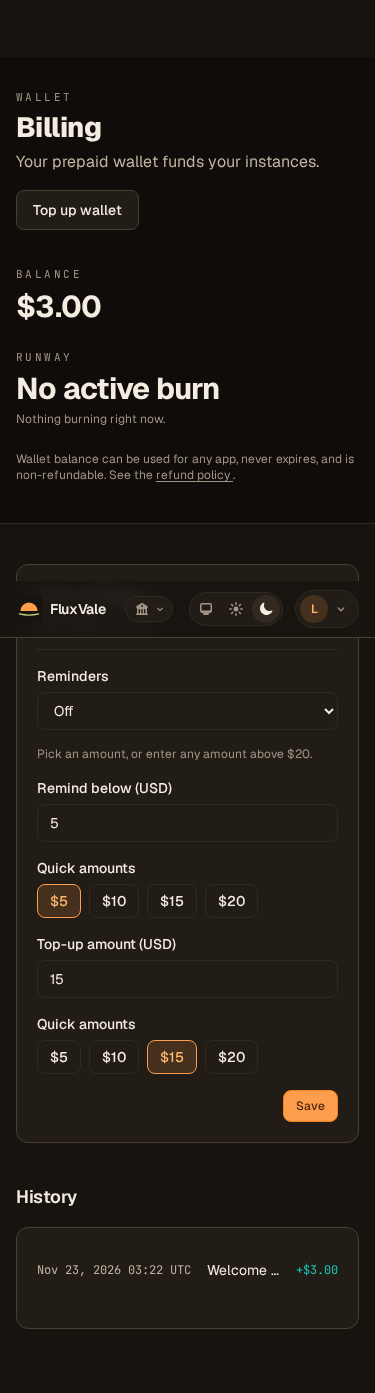 WALLET
Billing
Your prepaid wallet funds your instances.
Top up wallet
BALANCE
$3.00
RUNWAY
No active burn
Nothing burning right now.
Wallet balance can be used for any app, never expires, and is
non-refundable. See the refund policy .
FluxVale
L
Reminders
Off
Pick an amount, or enter any amount above $20.
Remind below (USD)
5
Quick amounts
$5 $10 $15 $20
Top-up amount (USD)
15
Quick amounts
$5 $10 $15 $20
Save
History
Nov 23, 2026 03:22 UTC Welcome … +$3.00